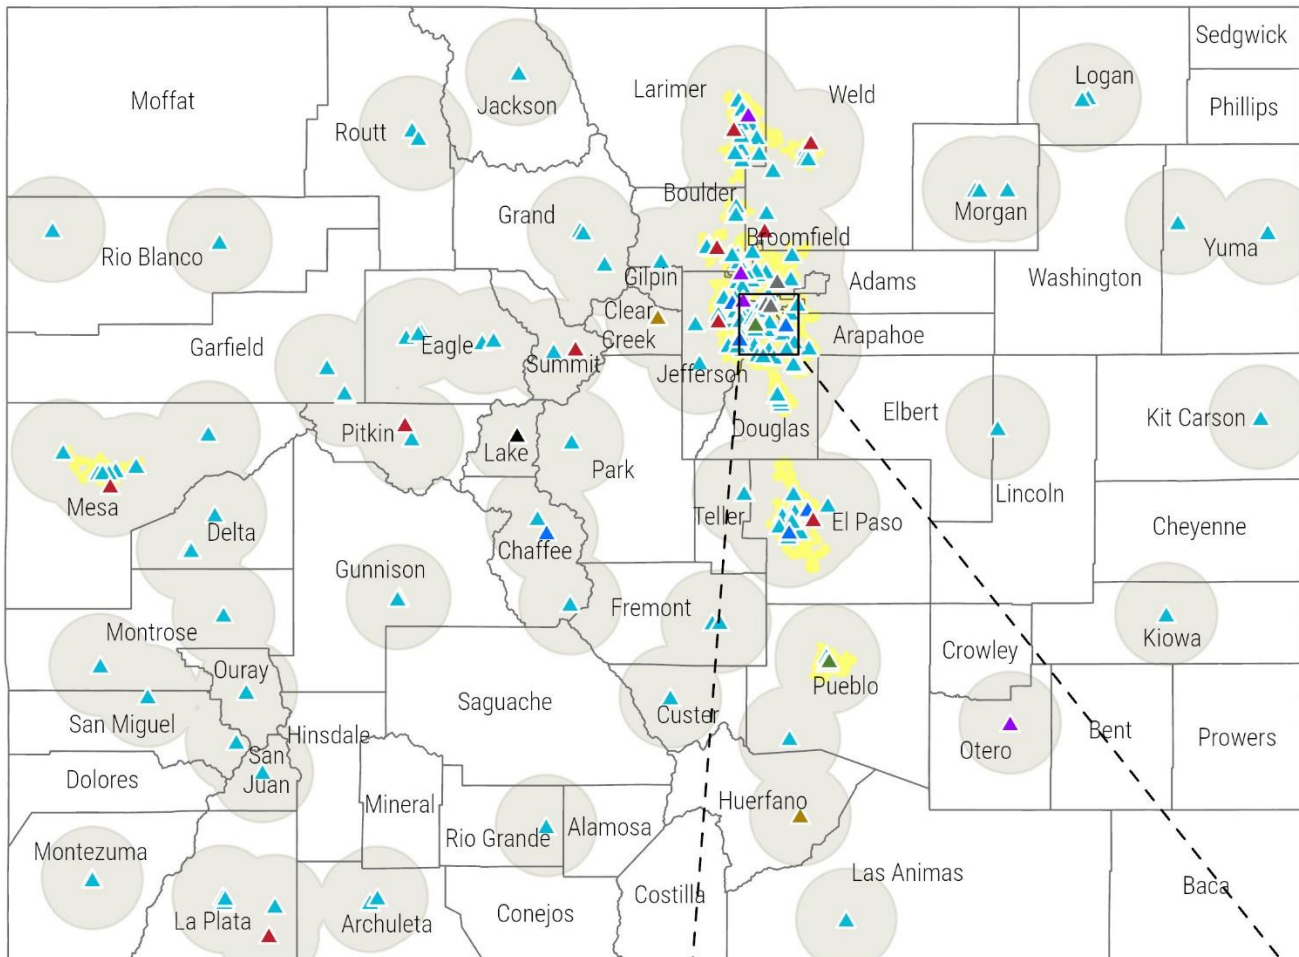 Sedgwick
Logan
Moffat
Larimer
Weld
Jackson
Phillips
Routt
Boulder
Morgan
Grand
Broomfield
Yuma
Rio Blanco
Gilpin
Adams
Washington
Clear
Creek
Arapahoe
Garfield
Eagle
Summit
Jefferson
Elbert
Kit Carson
Pitkin
Douglas
Lake
Park
Mesa
Lincoln
Teller
El Paso
Delta
Cheyenne
Chaffee
Gunnison
Fremont
Montrose
Kiowa
Crowley
Ouray
Pueblo
Saguache
Custer
San Miguel
Hinsdale
Bent
Prowers
Otero
San
Juan
Dolores
Mineral
Huerfano
Alamosa
Rio Grande
Montezuma
Las Animas
Baca
Costilla
Conejos
La Plata
Archuleta